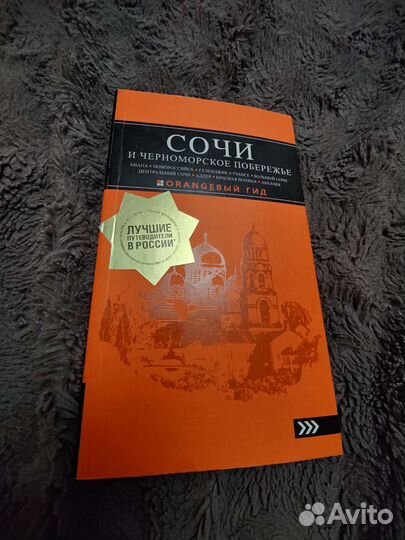 СОЧИ
И ЧЕРНОМОРСКОЕ ПОБЕРЕЖЬЕ
АНАПА • НОВОРОССИЙСК • ГЕЛЕНДЖИК • ТУАПСЕ • БОЛЬШОЙ СОЧИ
ЦЕНТРАЛЬНЫЙ СОЧИ • АДЛЕР • КРАСНАЯ ПОЛЯНА • АБХАЗИЯ
ORANGEВЫЙ ГИД
ЛУЧШИЕ
ПУТЕВОДИТЕЛИ
В РОССИИ*
Avito